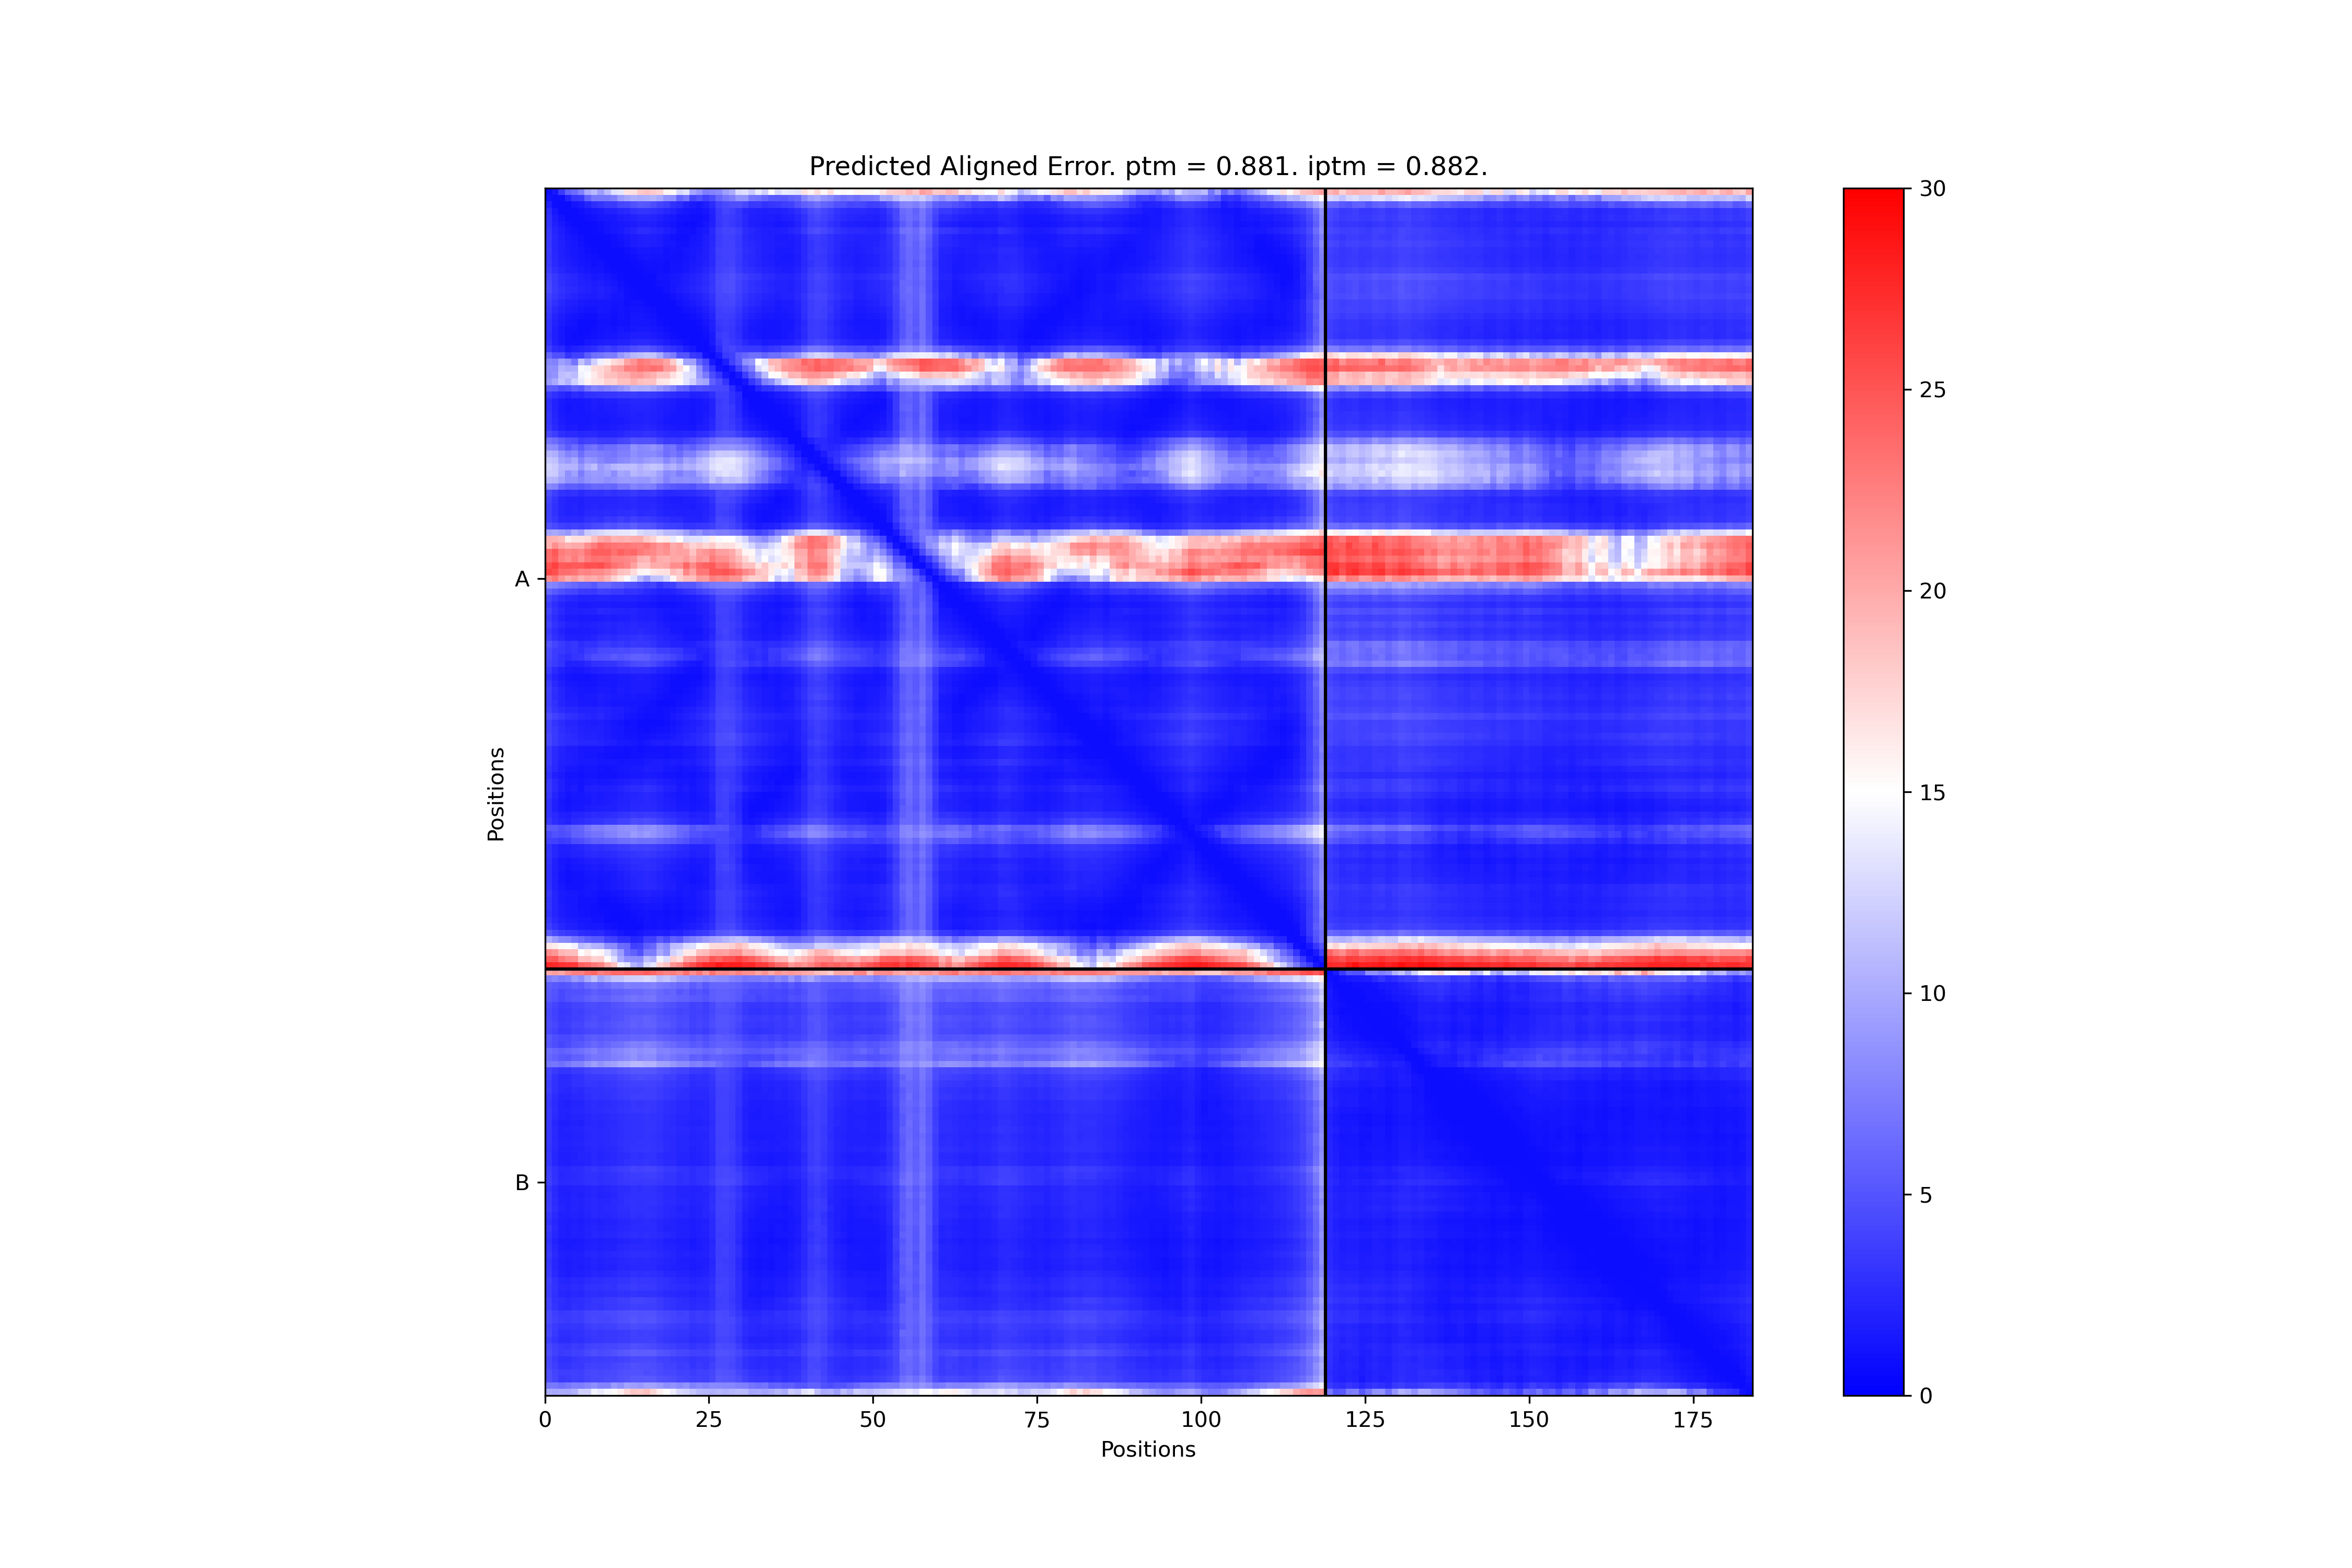 Predicted Aligned Error. ptm = 0.881. iptm = 0.882.
30
25
20
15
10
5
0
A
B
Positions
0 25 50 75 100 125 150 175
Positions